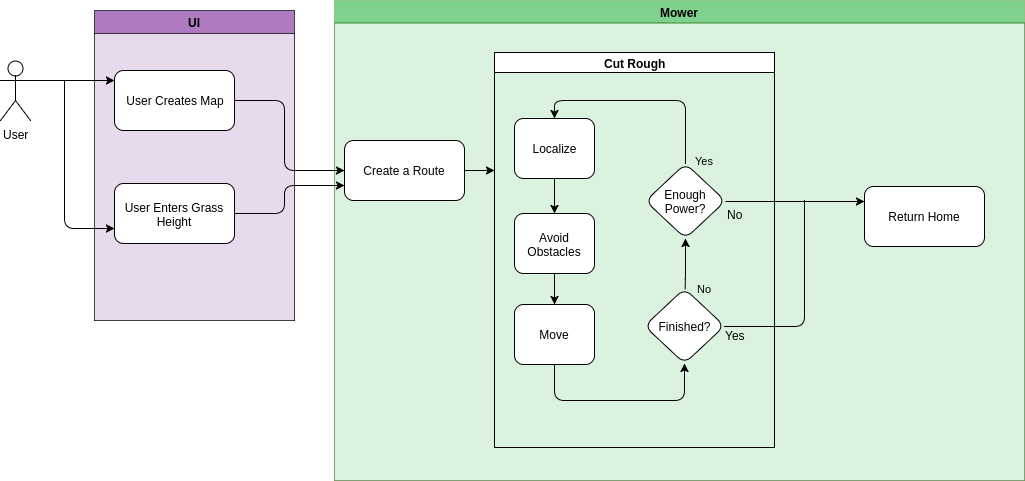 UI
User
User Creates Map
User Enters Grass
Height
Mower
Create a Route
Cut Rough
Localize
Avoid
Obstacles
Move
Yes
Enough
Power?
No
No
Finished?
Yes
Return Home